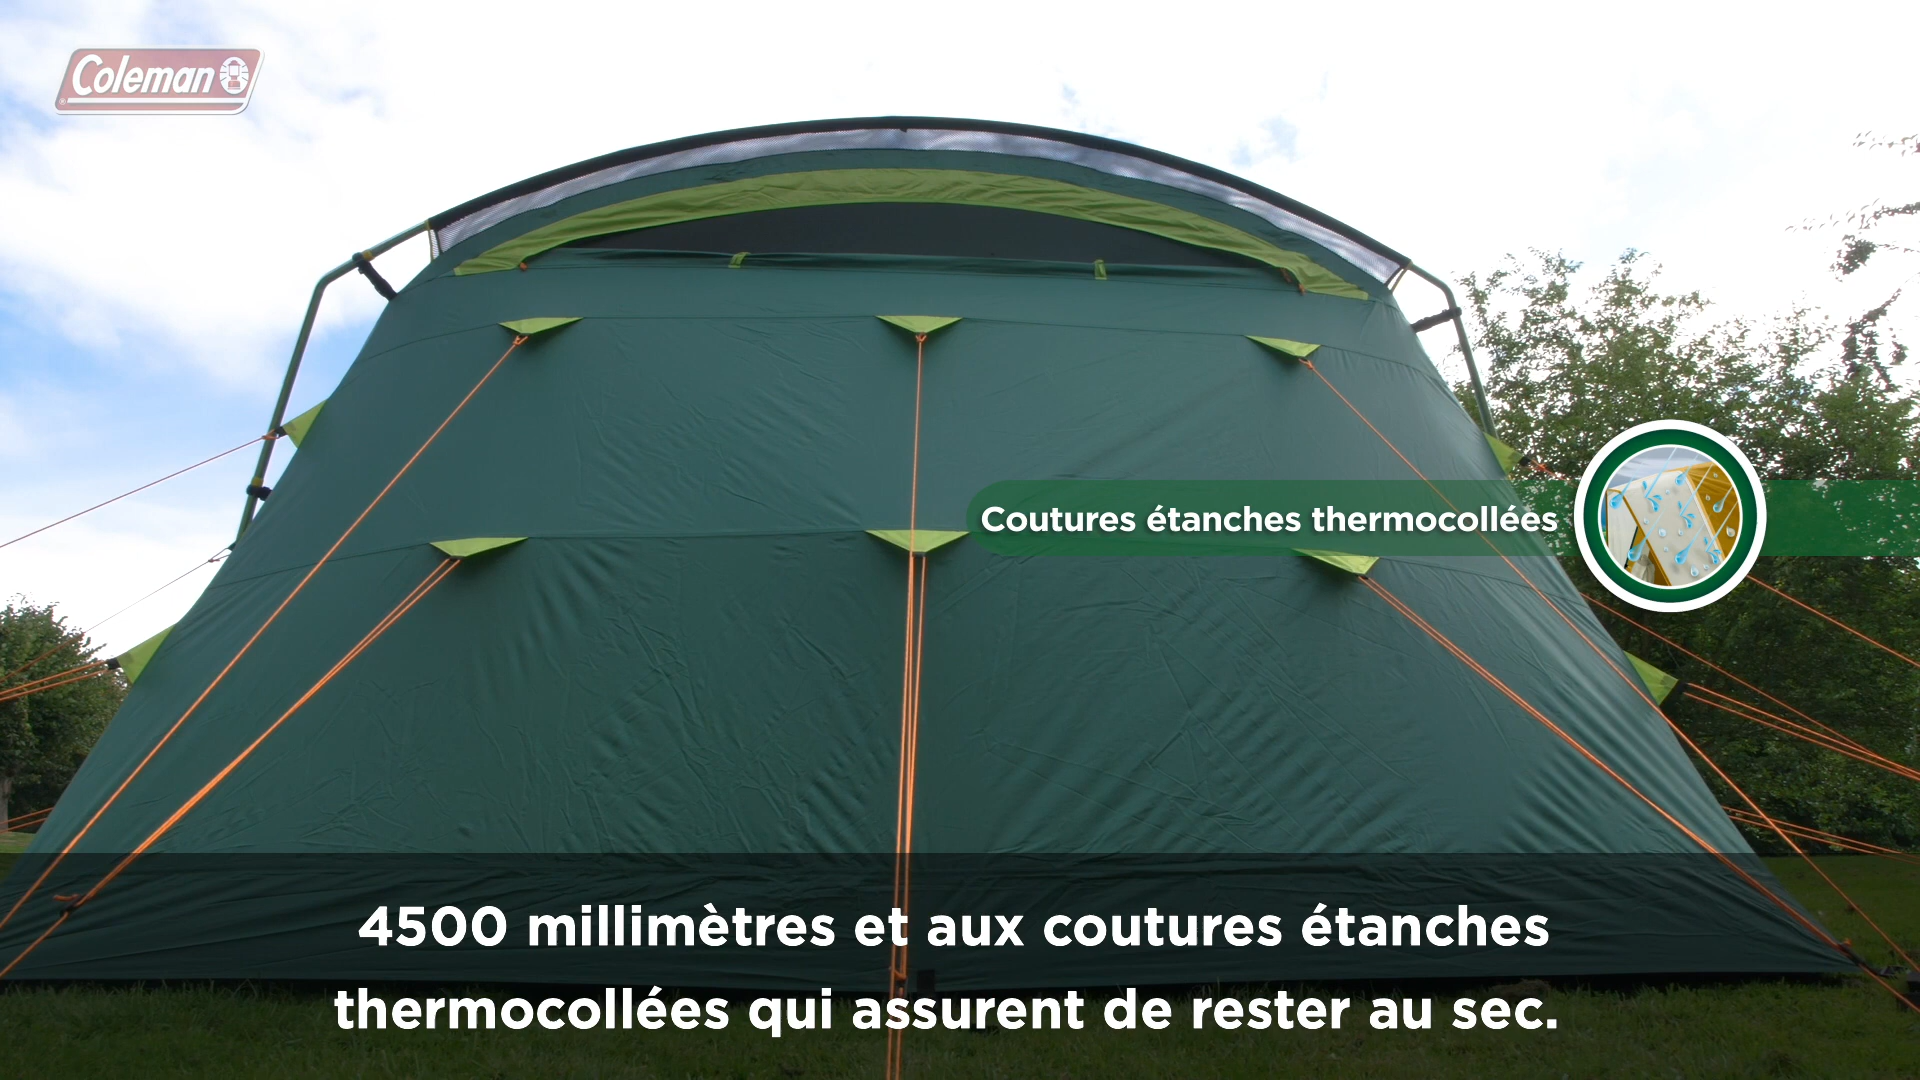 Coleman
Coutures étanches thermocollées
4500 millimètres et aux coutures étanches
thermocollées qui assurent de rester au sec.